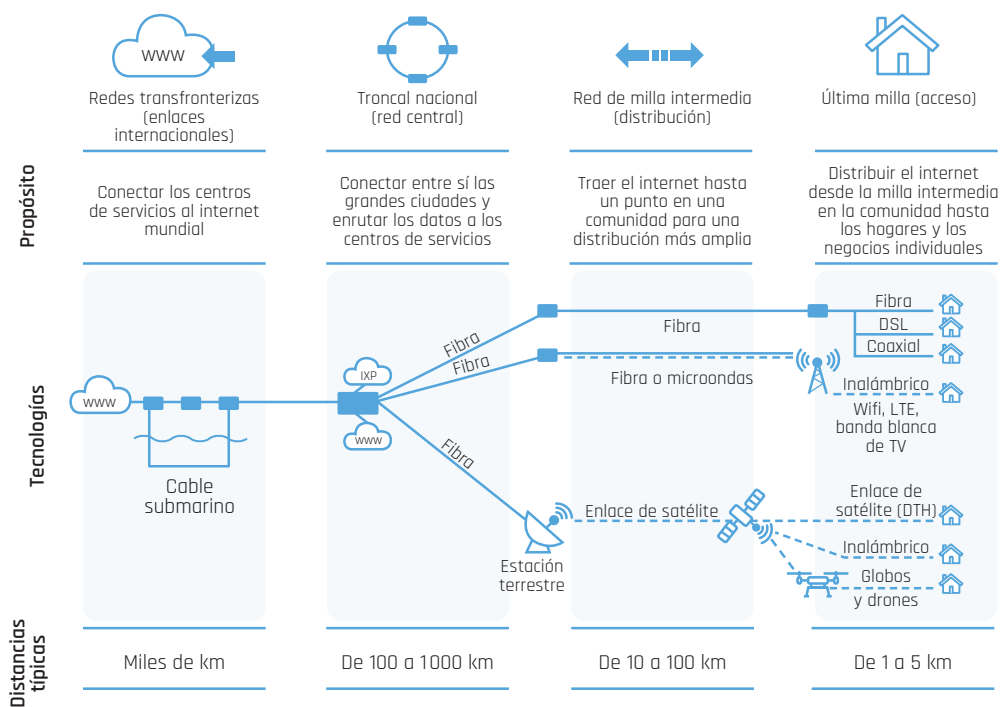 www
Redes transfronterizas
(enlaces
internacionales)
Troncal nacional
(red central)
Red de milla intermedia
(distribución)
Última milla (acceso)
Propósito
Conectar los centros
de servicios al internet
mundial
Conectar entre sí las
grandes ciudades y
enrutar los datos a los
centros de servicios
Traer el internet hasta
un punto en una
comunidad para una
distribución más amplia
Distribuir el internet
desde la milla intermedia
en la comunidad hasta
los hogares y los
negocios individuales
Tecnologías
www
Cable
submarino
IXP
www
Fibra
Fibra
Fibra
Estación
terrestre
Fibra
Fibra o microondas
Enlace de satélite
Fibra
DSL
Coaxial
Inalámbrico
Wifi, LTE,
banda blanca
de TV
Enlace de
satélite (DTH)
Inalámbrico
Globos
y drones
Distancias
típicas
Miles de km
De 100 a 1000 km
De 10 a 100 km
De 1 a 5 km